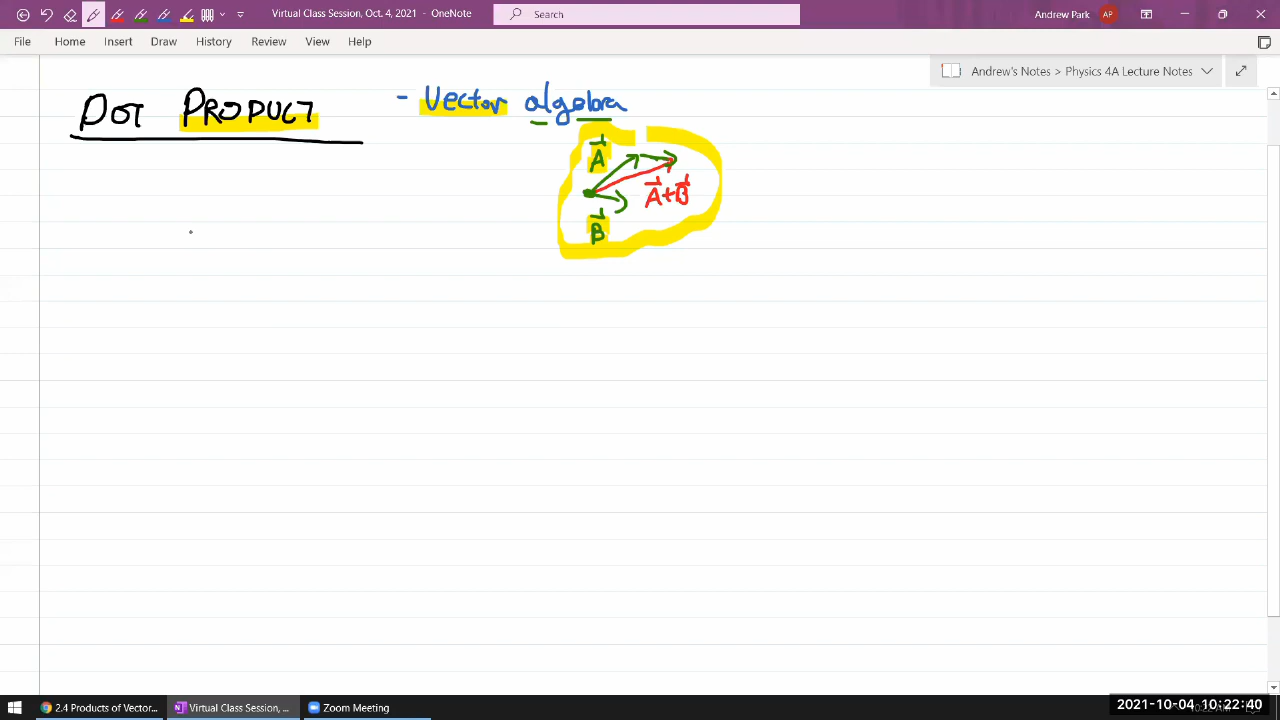 Virtual Class Session, Oct. 4, 2021 - OneNote
Search
Andrew Park
AP
File Home Insert Draw History Review View Help
Andrew's Notes > Physics 4A Lecture Notes
DOT PRODUCT
- Vector algebra
A
A+B
B
2.4 Products of Vector...
Virtual Class Session, ...
Zoom Meeting
2021-10-04 10:22:40